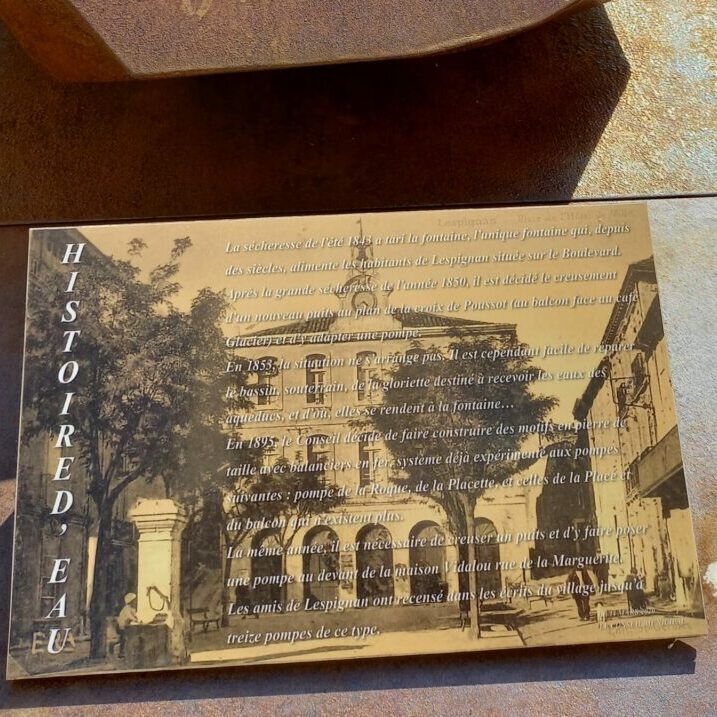 HISTOIRE D'EAU
Lespignan Place de l'Hôtel de Ville
La sécheresse de l'été 1843 a tari la fontaine, l'unique fontaine qui, depuis
des siècles, alimente les habitants de Lespignan située sur le Boulevard.
Après la grande sécheresse de l'année 1850, il est décidé le creusement
d'un nouveau puits au plan de la croix de Poussot (au balcon face au café
Glacier) et d'y adapter une pompe.
En 1853, la situation ne s'arrange pas. Il est cependant facile de réparer
le bassin, souterrain, de la gloriette destiné à recevoir les eaux des
aqueducs, et d'où, elles se rendent à la fontaine…
En 1895, le Conseil décide de faire construire des motifs en pierre de
taille avec balanciers en fer, système déjà expérimenté aux pompes
suivantes : pompe de la Roque, de la Placette, et celles de la Place et
du balcon qui n'existent plus.
La même année, il est nécessaire de creuser un puits et d'y faire poser
une pompe au devant de la maison Vidalou rue de la Marguerite.
Les amis de Lespignan ont recensé dans les écrits du village jusqu'à
treize pompes de ce type.